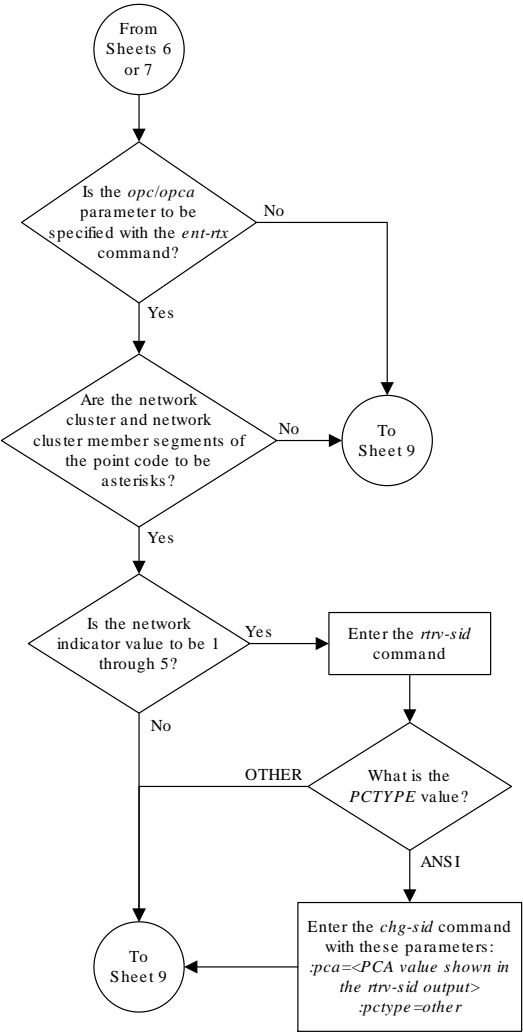 From
Sheets 6
or 7
Is the opc/opca
parameter to be
specified with the ent-rtx
command?
No
Yes
Are the network
cluster and network
cluster member segments of
the point code to be
asterisks?
No
To
Sheet 9
Yes
Is the network
indicator value to be 1
through 5?
Yes
Enter the rtrv-sid
command
No
OTHER
What is the
PCTYPE value?
ANSI
Enter the chg-sid command
with these parameters:
:pca=<PCA value shown in
the rtrv-sid output>
:pctype=other
To
Sheet 9